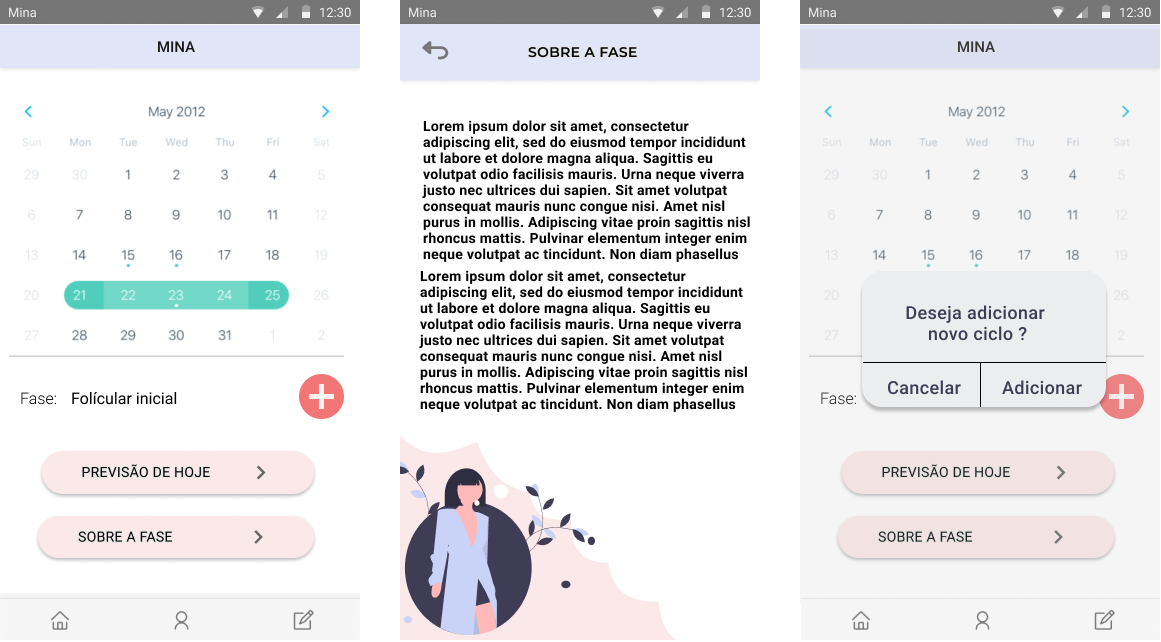 Mina 12:30
MINA
May 2012
Sun Mon Tue Wed Thu Fri Sat
29 30 1 2 3 4 5
6 7 8 9 10 11 12
13 14 15 16 17 18 19
20 21 22 23 24 25 26
27 28 29 30 31 1 2
Fase: Folícular inicial
PREVISÃO DE HOJE
SOBRE A FASE
Mina 12:30
SOBRE A FASE
Lorem ipsum dolor sit amet, consectetur
adipiscing elit, sed do eiusmod tempor incididunt
ut labore et dolore magna aliqua. Sagittis eu
volutpat odio facilisis mauris. Urna neque viverra
justo nec ultrices dui sapien. Sit amet volutpat
consequat mauris nunc congue nisi. Amet nisl
purus in mollis. Adipiscing vitae proin sagittis nisl
rhoncus mattis. Pulvinar elementum integer enim
neque volutpat ac tincidunt. Non diam phasellus
Lorem ipsum dolor sit amet, consectetur
adipiscing elit, sed do eiusmod tempor incididunt
ut labore et dolore magna aliqua. Sagittis eu
volutpat odio facilisis mauris. Urna neque viverra
justo nec ultrices dui sapien. Sit amet volutpat
consequat mauris nunc congue nisi. Amet nisl
purus in mollis. Adipiscing vitae proin sagittis nisl
rhoncus mattis. Pulvinar elementum integer enim
neque volutpat ac tincidunt. Non diam phasellus
Mina 12:30
MINA
May 2012
Sun Mon Tue Wed Thu Fri Sat
29 30 1 2 3 4 5
6 7 8 9 10 11 12
13 14 15 16 17 18 19
20 26
27 2
Deseja adicionar
novo ciclo ?
Cancelar Adicionar
Fase:
PREVISÃO DE HOJE
SOBRE A FASE